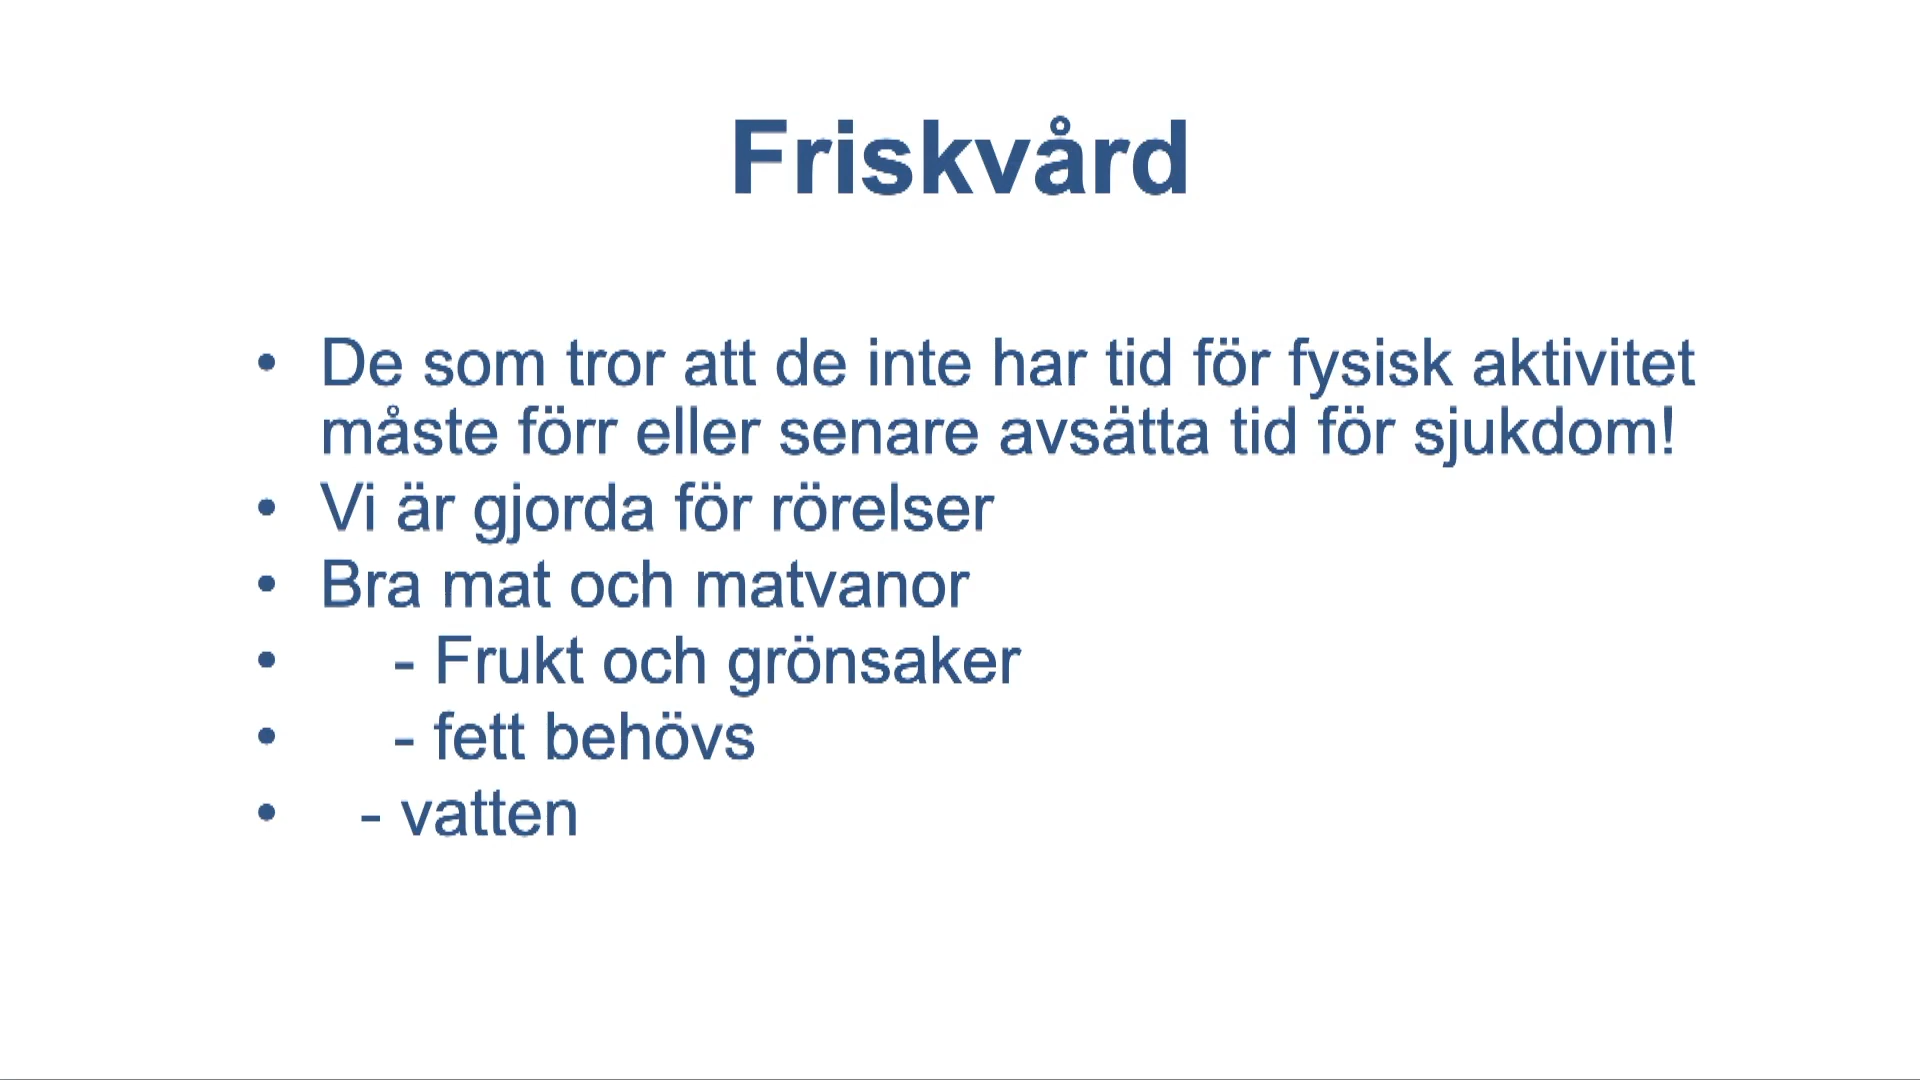 Friskvård
• De som tror att de inte har tid för fysisk aktivitet
måste förr eller senare avsätta tid för sjukdom!
• Vi är gjorda för rörelser
• Bra mat och matvanor
• - Frukt och grönsaker
• - fett behövs
• - vatten